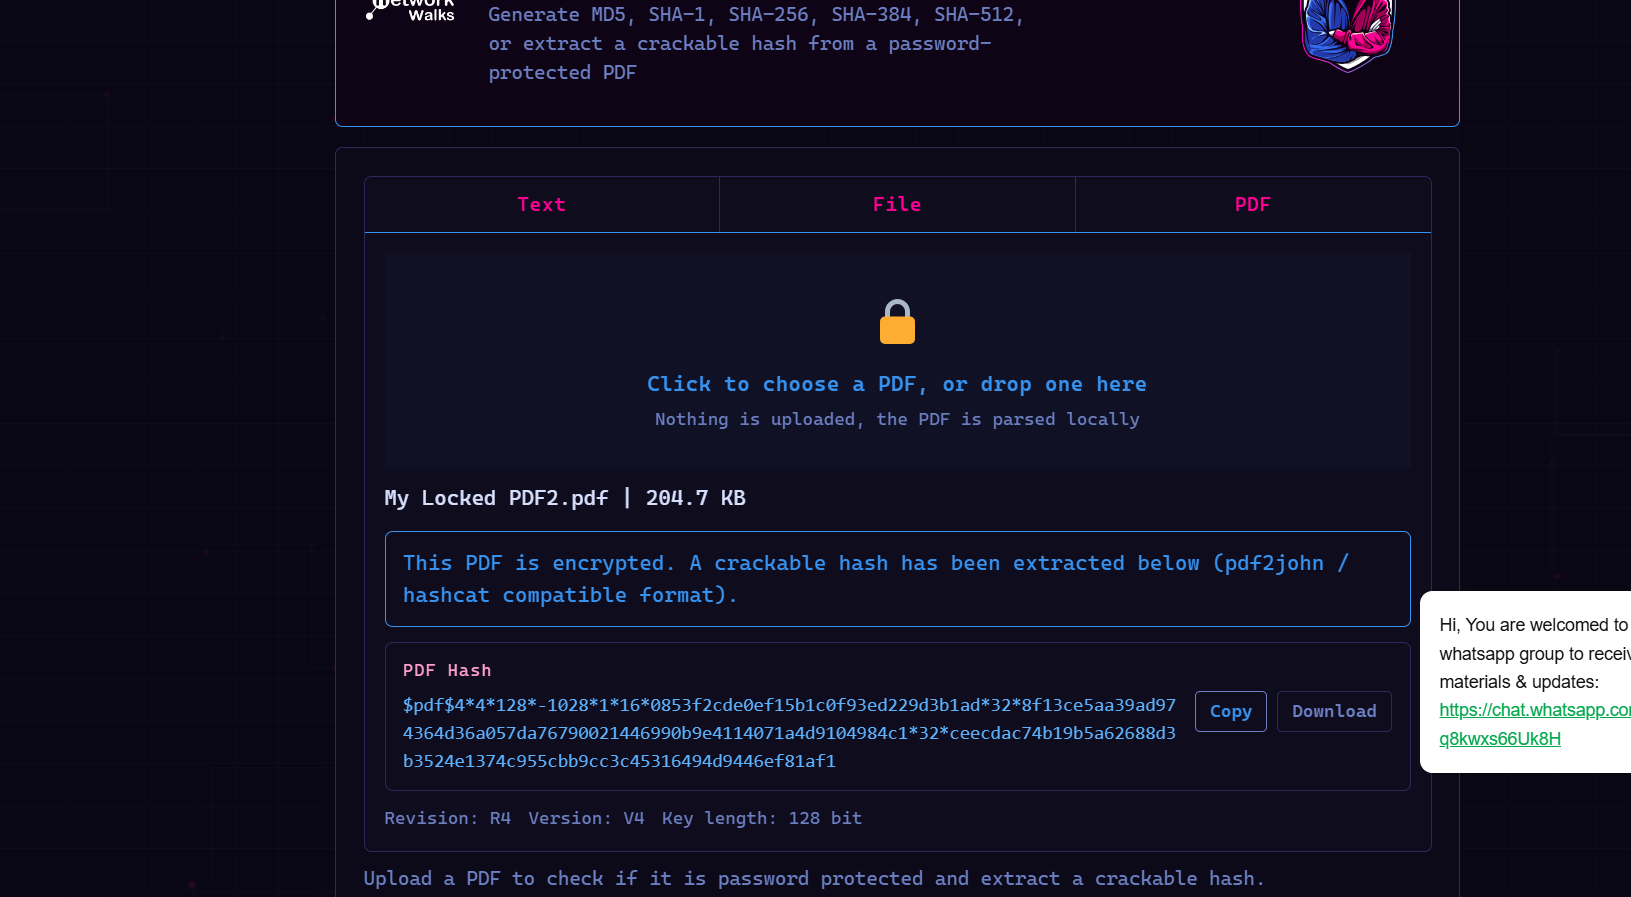 Network
Walks
Generate MD5, SHA-1, SHA-256, SHA-384, SHA-512,
or extract a crackable hash from a password-
protected PDF
Text
File
PDF
Click to choose a PDF, or drop one here
Nothing is uploaded, the PDF is parsed locally
My Locked PDF2.pdf | 204.7 KB
This PDF is encrypted. A crackable hash has been extracted below (pdf2john /
hashcat compatible format).
Hi, You are welcomed to
whatsapp group to receiv
materials & updates:
https://chat.whatsapp.co
q8kwxs66Uk8H
PDF Hash
$pdf$4*4*128*-1028*1*16*0853f2cde0ef15b1c0f93ed229d3b1ad*32*8f13ce5aa39ad97
4364d36a057da76790021446990b9e4114071a4d9104984c1*32*ceecdac74b19b5a62688d3
b3524e1374c955cbb9cc3c45316494d9446ef81af1
Copy
Download
Revision: R4 Version: V4 Key length: 128 bit
Upload a PDF to check if it is password protected and extract a crackable hash.